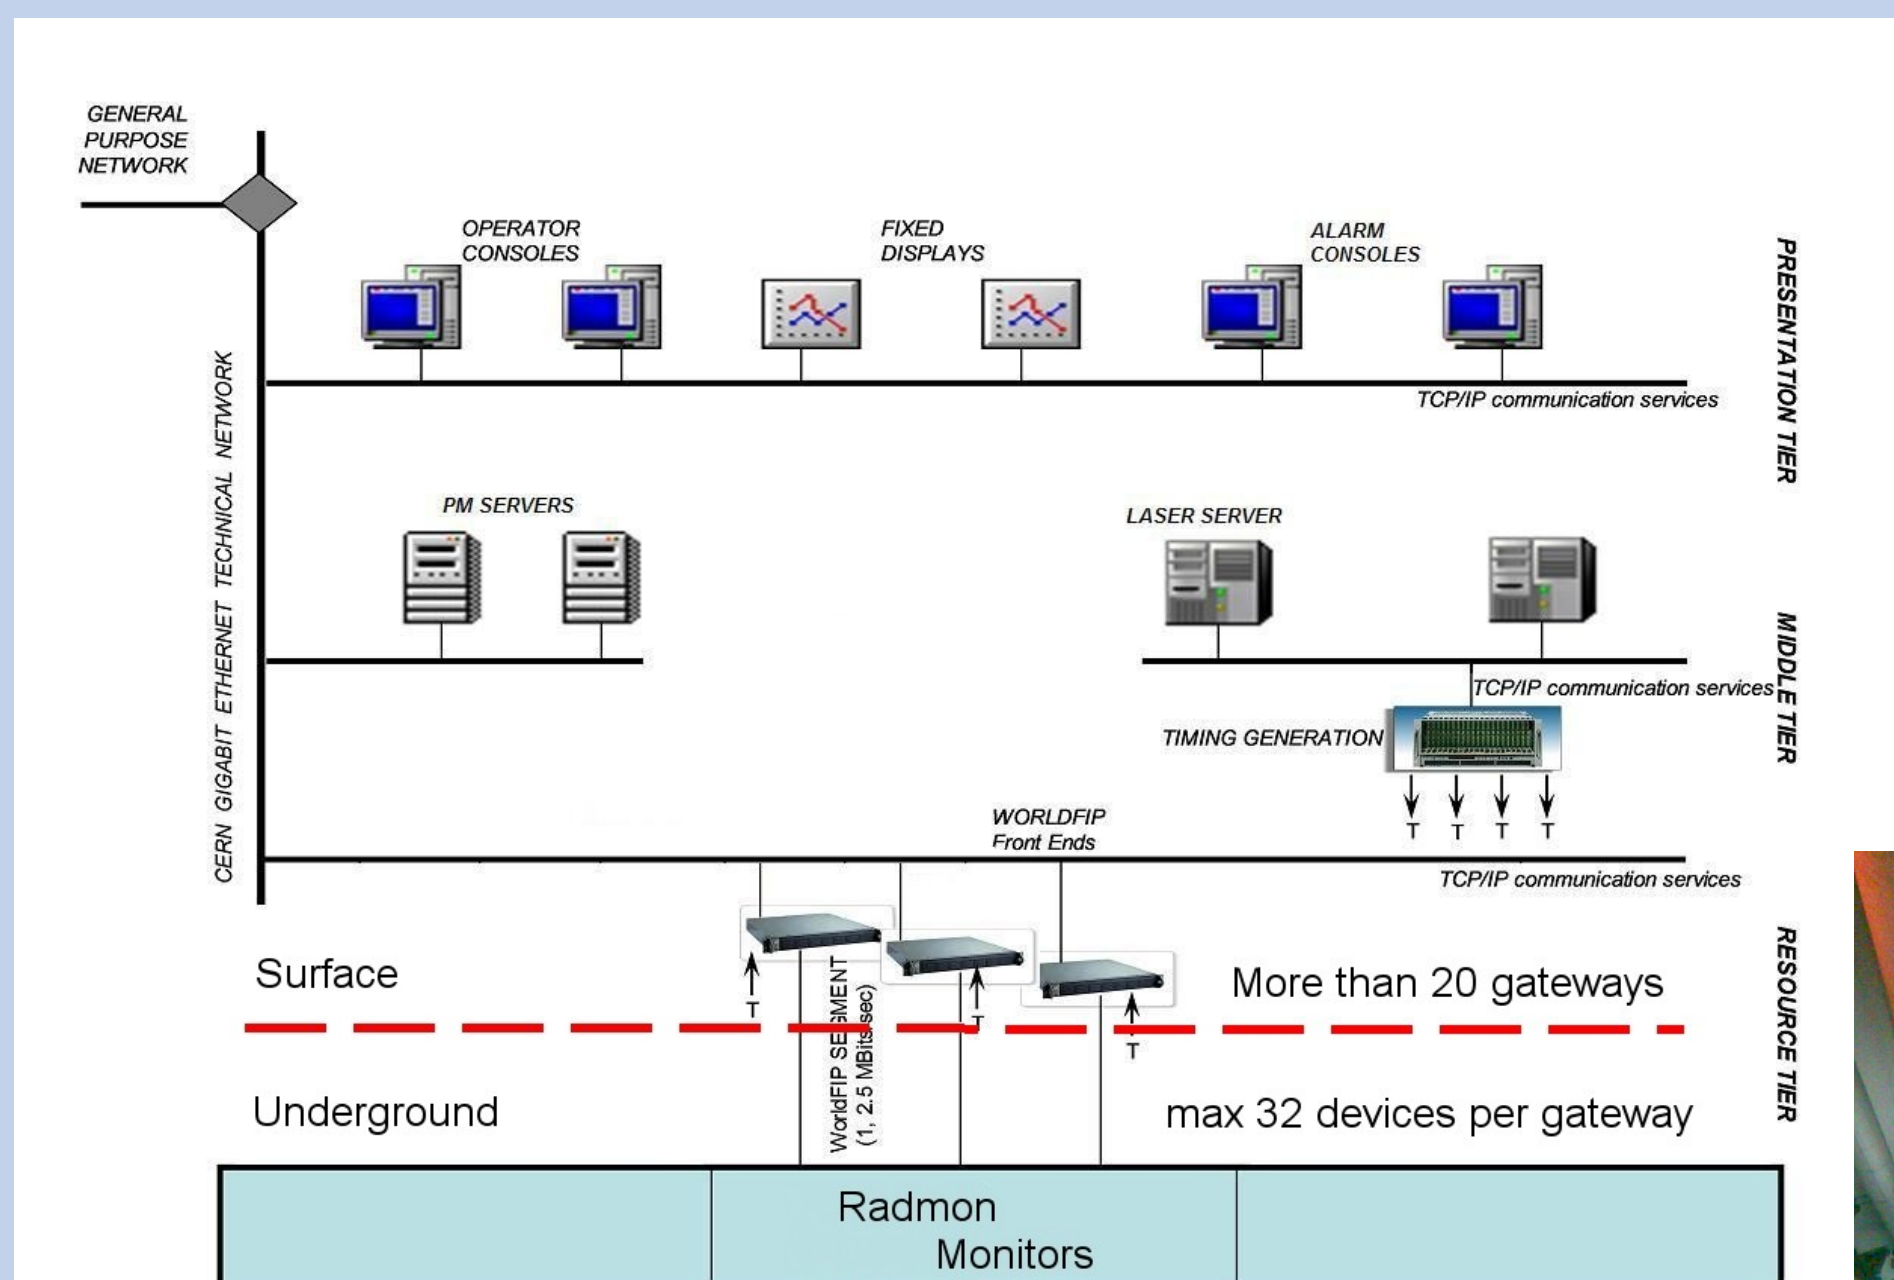 GENERAL
PURPOSE
NETWORK
OPERATOR
CONSOLES
FIXED
DISPLAYS
ALARM
CONSOLES
TCP/IP communication services
PRESENTATION TIER
CERN GIGABIT ETHERNET TECHNICAL NETWORK
PM SERVERS
LASER SERVER
TCP/IP communication services
MIDDLE TIER
TIMING GENERATION
T T T T
WORLDFIP
Front Ends
TCP/IP communication services
RESOURCE TIER
Surface
T
T
T
WorldFIP SEGMENT
(1, 2.5 MBits/sec)
More than 20 gateways
Underground
max 32 devices per gateway
Radmon
Monitors